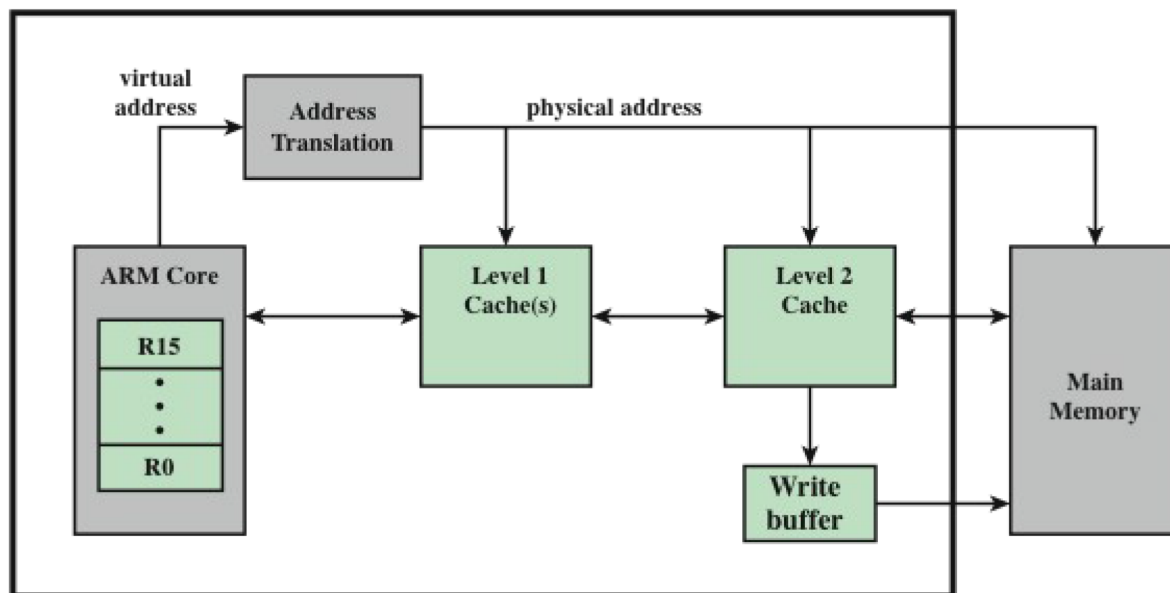 virtual
address
Address
Translation
physical address
ARM Core
R15
R0
Level 1
Cache(s)
Level 2
Cache
Write
buffer
Main
Memory